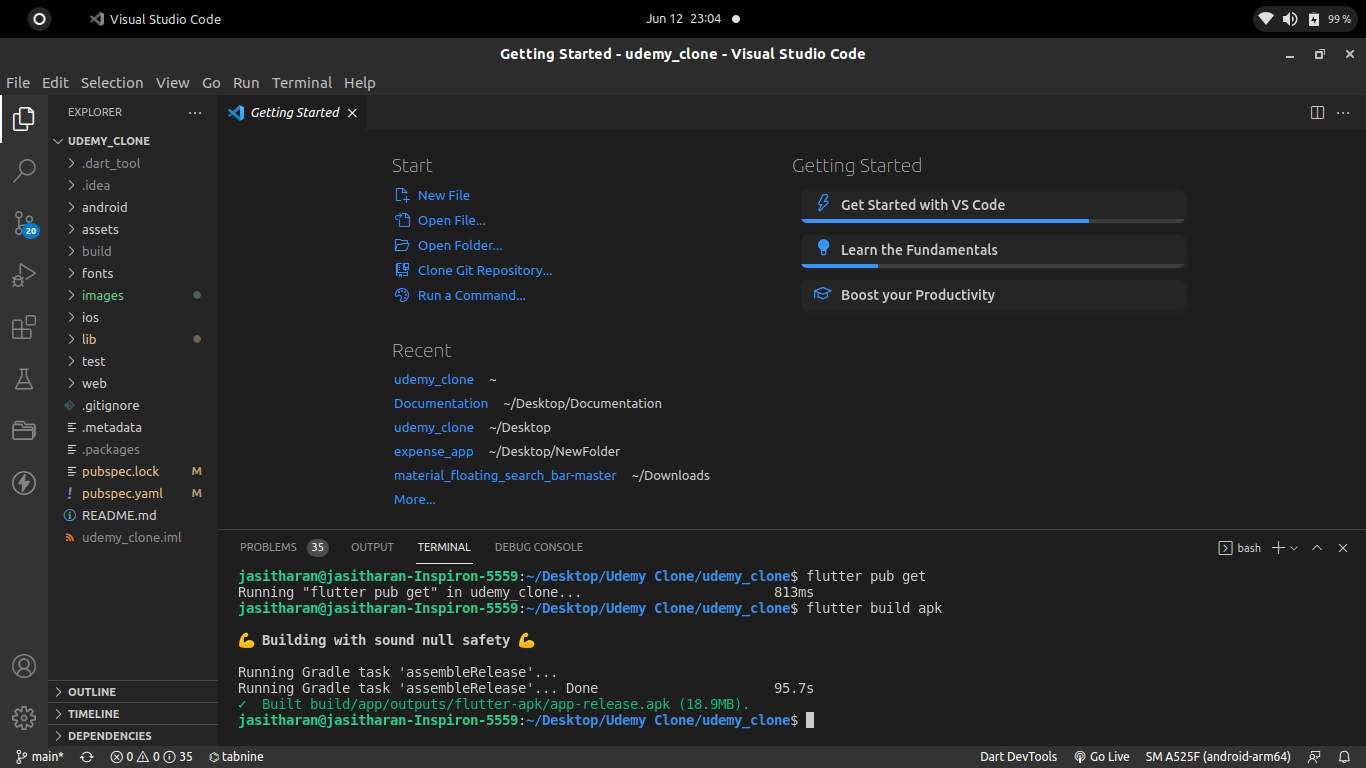 Visual Studio Code
Jun 12 23:04
99 %
Getting Started - udemy_clone - Visual Studio Code
File Edit Selection View Go Run Terminal Help
EXPLORER
UDEMY_CLONE
.dart_tool
.idea
android
assets
build
fonts
images
ios
lib
test
web
.gitignore
.metadata
.packages
pubspec.lock M
pubspec.yaml M
README.md
udemy_clone.iml
OUTLINE
TIMELINE
DEPENDENCIES
20
Getting Started
Start
New File
Open File...
Open Folder...
Clone Git Repository...
Run a Command...
Recent
udemy_clone ~
Documentation ~/Desktop/Documentation
udemy_clone ~/Desktop
expense_app ~/Desktop/NewFolder
material_floating_search_bar-master ~/Downloads
More...
Getting Started
Get Started with VS Code
Learn the Fundamentals
Boost your Productivity
PROBLEMS 35 OUTPUT TERMINAL DEBUG CONSOLE
bash
jasitharan@jasitharan-Inspiron-5559:~/Desktop/Udemy Clone/udemy_clone$ flutter pub get
Running "flutter pub get" in udemy_clone... 813ms
jasitharan@jasitharan-Inspiron-5559:~/Desktop/Udemy Clone/udemy_clone$ flutter build apk
💪 Building with sound null safety 💪
Running Gradle task 'assembleRelease'...
Running Gradle task 'assembleRelease'... Done 95.7s
✓ Built build/app/outputs/flutter-apk/app-release.apk (18.9MB).
jasitharan@jasitharan-Inspiron-5559:~/Desktop/Udemy Clone/udemy_clone$
main* 0 0 35 tabnine
Dart DevTools Go Live SM A525F (android-arm64)